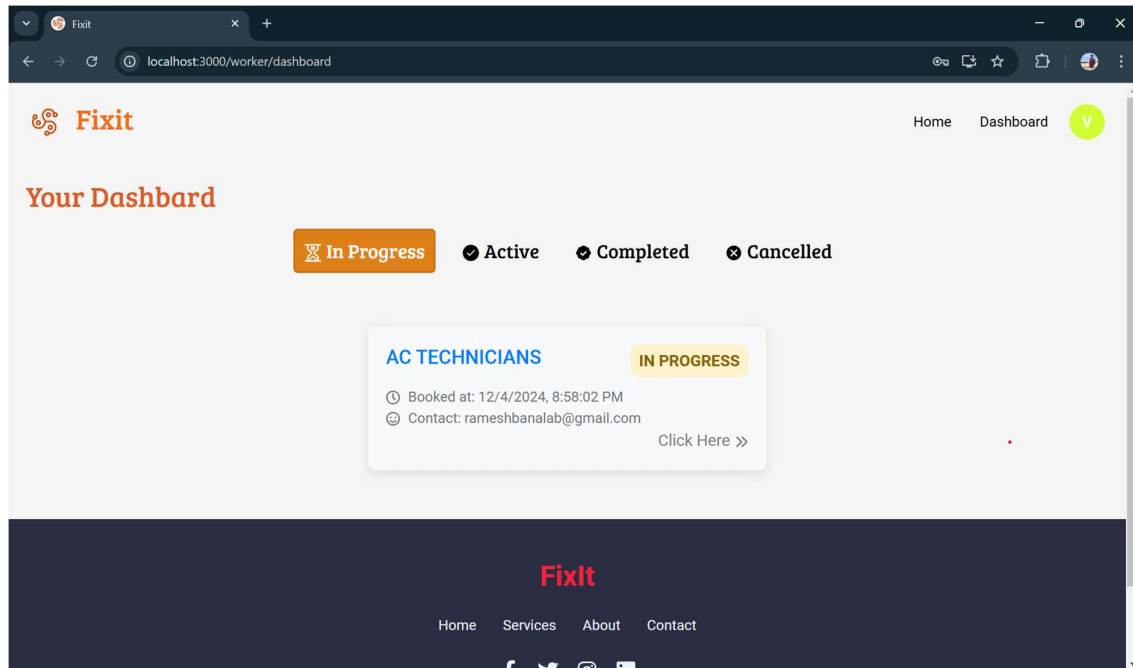 Fixit
localhost:3000/worker/dashboard
Fixit
Home Dashboard V
Your Dashbard
In Progress Active Completed Cancelled
AC TECHNICIANS IN PROGRESS
Booked at: 12/4/2024, 8:58:02 PM
Contact: rameshbanalab@gmail.com
Click Here »
FixIt
Home Services About Contact